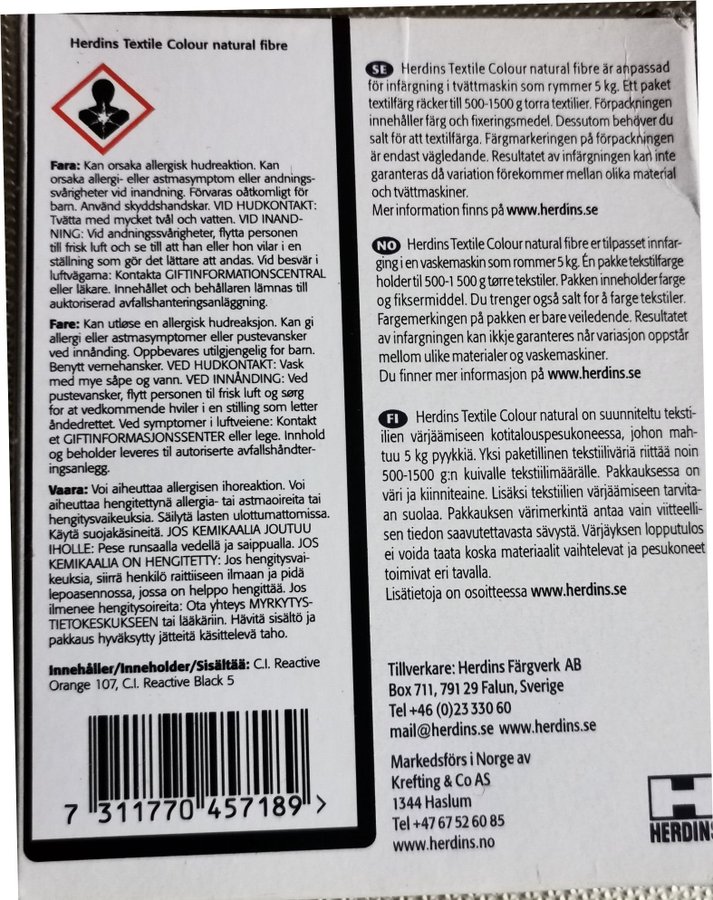 Herdins Textile Colour natural fibre
Fara: Kan orsaka allergisk hudreaktion. Kan
orsaka allergi- eller astmasymptom eller andnings-
svårigheter vid inandning. Förvaras oåtkomligt för
barn. Använd skyddshandskar. VID HUDKONTAKT:
Tvätta med mycket tvål och vatten. VID INAND-
NING: Vid andningssvårigheter, flytta personen
till frisk luft och se till att han eller hon vilar i en
ställning som gör det lättare att andas. Vid besvär i
luftvägarna: Kontakta GIFTINFORMATIONSCENTRAL
eller läkare. Innehållet och behållaren lämnas till
auktoriserad avfallshanteringsanläggning.
Fare: Kan utløse en allergisk hudreaksjon. Kan gi
allergi eller astmasymptomer eller pustevansker
ved innånding. Oppbevares utilgjengelig for barn.
Benytt vernehansker. VED HUDKONTAKT: Vask
med mye såpe og vann. VED INNÅNDING: Ved
pustevansker, flytt personen til frisk luft og sørg
for at vedkommende hviler i en stilling som letter
åndedrettet. Ved symptomer i luftveiene: Kontakt
et GIFTINFORMASJONSSENTER eller lege. Innhold
og beholder leveres til autoriserte avfallshåndter-
ingsanlegg.
Vaara: Voi aiheuttaa allergisen ihoreaktion. Voi
aiheuttaa hengitettynä allergia- tai astmaoireita tai
hengitysvaikeuksia. Säilytä lasten ulottumattomissa.
Käytä suojakäsineitä. JOS KEMIKAALIA JOUTUU
IHOLLE: Pese runsaalla vedellä ja saippualla. JOS
KEMIKAALIA ON HENGITETTY: Jos hengitysvai-
keuksia, siirrä henkilö raittiiseen ilmaan ja pidä
lepoasennossa, jossa on helppo hengittää. Jos
ilmenee hengitysoireita: Ota yhteys MYRKYTYS-
TIETOKESKUKSEEN tai lääkäriin. Hävitä sisältö ja
pakkaus hyväksytty jätteitä käsittelevä taho.
Innehåller/Inneholder/Sisältää: C.I. Reactive
Orange 107, C.I. Reactive Black 5
7 311770 457189 >
SE Herdins Textile Colour natural fibre är anpassad
för infärgning i tvättmaskin som rymmer 5 kg. Ett paket
textilfärg räcker till 500-1500 g torra textilier. Förpackningen
innehåller färg och fixeringsmedel. Dessutom behöver du
salt för att textilfärga. Färgmarkeringen på förpackningen
är endast vägledande. Resultatet av infärgningen kan inte
garanteras då variation förekommer mellan olika material
och tvättmaskiner.
Mer information finns på www.herdins.se
NO Herdins Textile Colour natural fibre er tilpasset innfar-
ging i en vaskemaskin som rommer 5 kg. Én pakke tekstilfarge
holder til 500-1 500 g tørre tekstiler. Pakken inneholder farge
og fiksermiddel. Du trenger også salt for å farge tekstiler.
Fargemerkingen på pakken er bare veiledende. Resultatet
av infargningen kan ikkje garanteres når variasjon oppstår
mellom ulike materialer og vaskemaskiner.
Du finner mer informasjon på www.herdins.se
FI Herdins Textile Colour natural on suunniteltu teksti-
ilien värjäämiseen kotitalouspesukoneessa, johon mah-
tuu 5 kg pyykkiä. Yksi paketillinen tekstiiliväriä riittää noin
500-1500 g:n kuivalle tekstiilimäärälle. Pakkauksessa on
väri ja kiinniteaine. Lisäksi tekstiilien värjäämiseen tarvita-
an suolaa. Pakkauksen värimerkintä antaa vain viitteelli-
sen tiedon saavutettavasta sävystä. Värjäyksen lopputulos
ei voida taata koska materiaalit vaihtelevat ja pesukoneet
toimivat eri tavalla.
Lisätietoja on osoitteessa www.herdins.se
Tillverkare: Herdins Färgverk AB
Box 711, 791 29 Falun, Sverige
Tel +46 (0)23 330 60
mail@herdins.se www.herdins.se
Markedsførs i Norge av
Krefting & Co AS
1344 Haslum
Tel +47 67 52 60 85
www.herdins.no
HERDINS